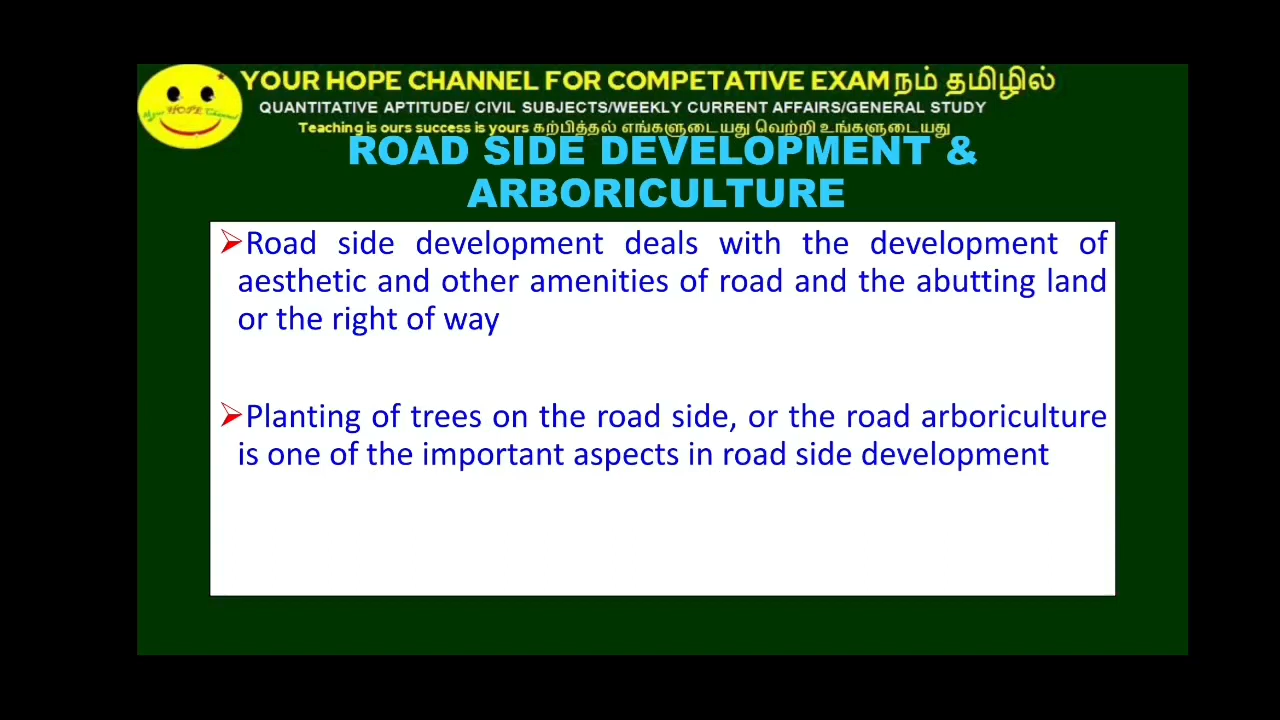 YOUR HOPE CHANNEL FOR COMPETATIVE EXAM நம் தமிழில்
QUANTITATIVE APTITUDE/ CIVIL SUBJECTS/WEEKLY CURRENT AFFAIRS/GENERAL STUDY
Your HOPE Channel
Teaching is ours success is yours கற்பித்தல் எங்களுடையது வெற்றி உங்களுடையது
ROAD SIDE DEVELOPMENT &
ARBORICULTURE
➢Road side development deals with the development of
aesthetic and other amenities of road and the abutting land
or the right of way
➢Planting of trees on the road side, or the road arboriculture
is one of the important aspects in road side development